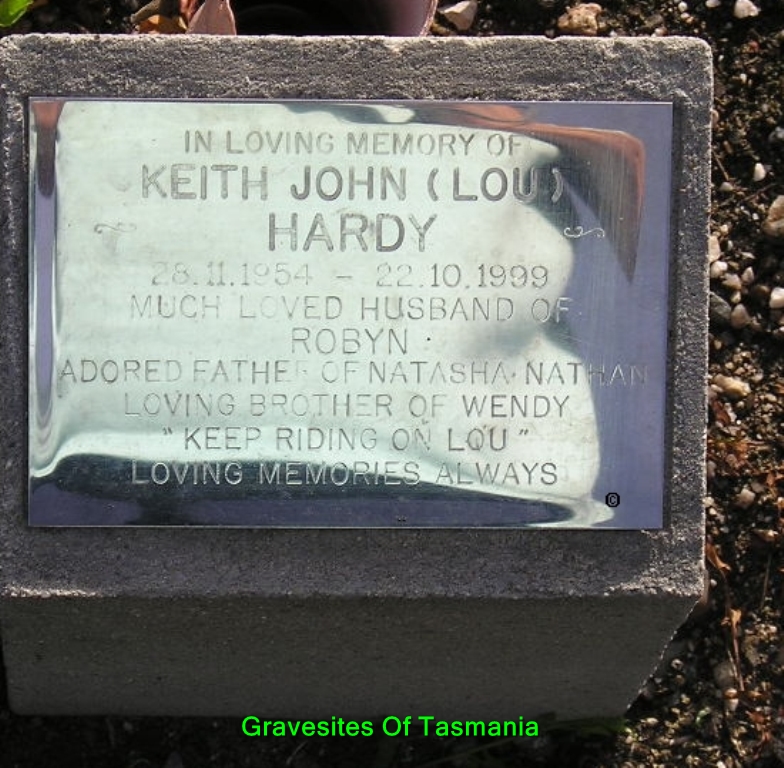 IN LOVING MEMORY OF
KEITH JOHN (LOU)
HARDY
28.11.1954 - 22.10.1999
MUCH LOVED HUSBAND OF
ROBYN
ADORED FATHER OF NATASHA · NATHAN
LOVING BROTHER OF WENDY
"KEEP RIDING ON LOU"
LOVING MEMORIES ALWAYS
©
Gravesites Of Tasmania